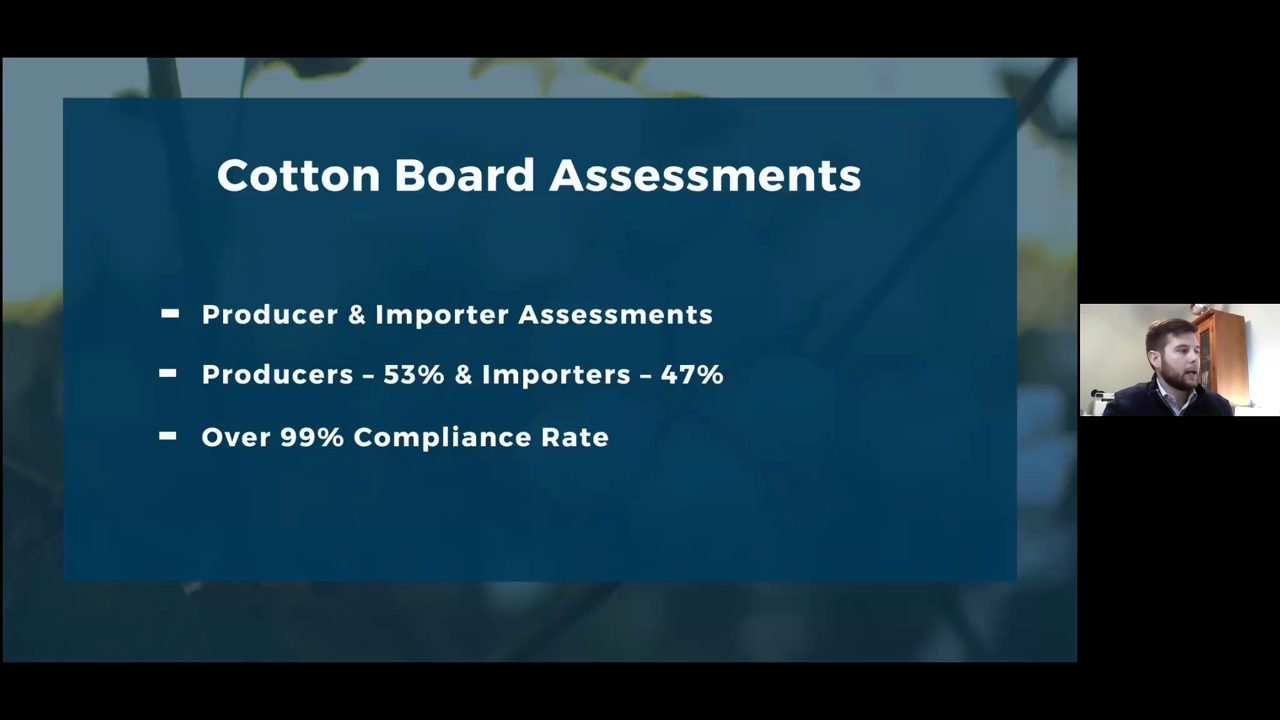 Cotton Board Assessments
Producer & Importer Assessments
Producers – 53% & Importers – 47%
Over 99% Compliance Rate